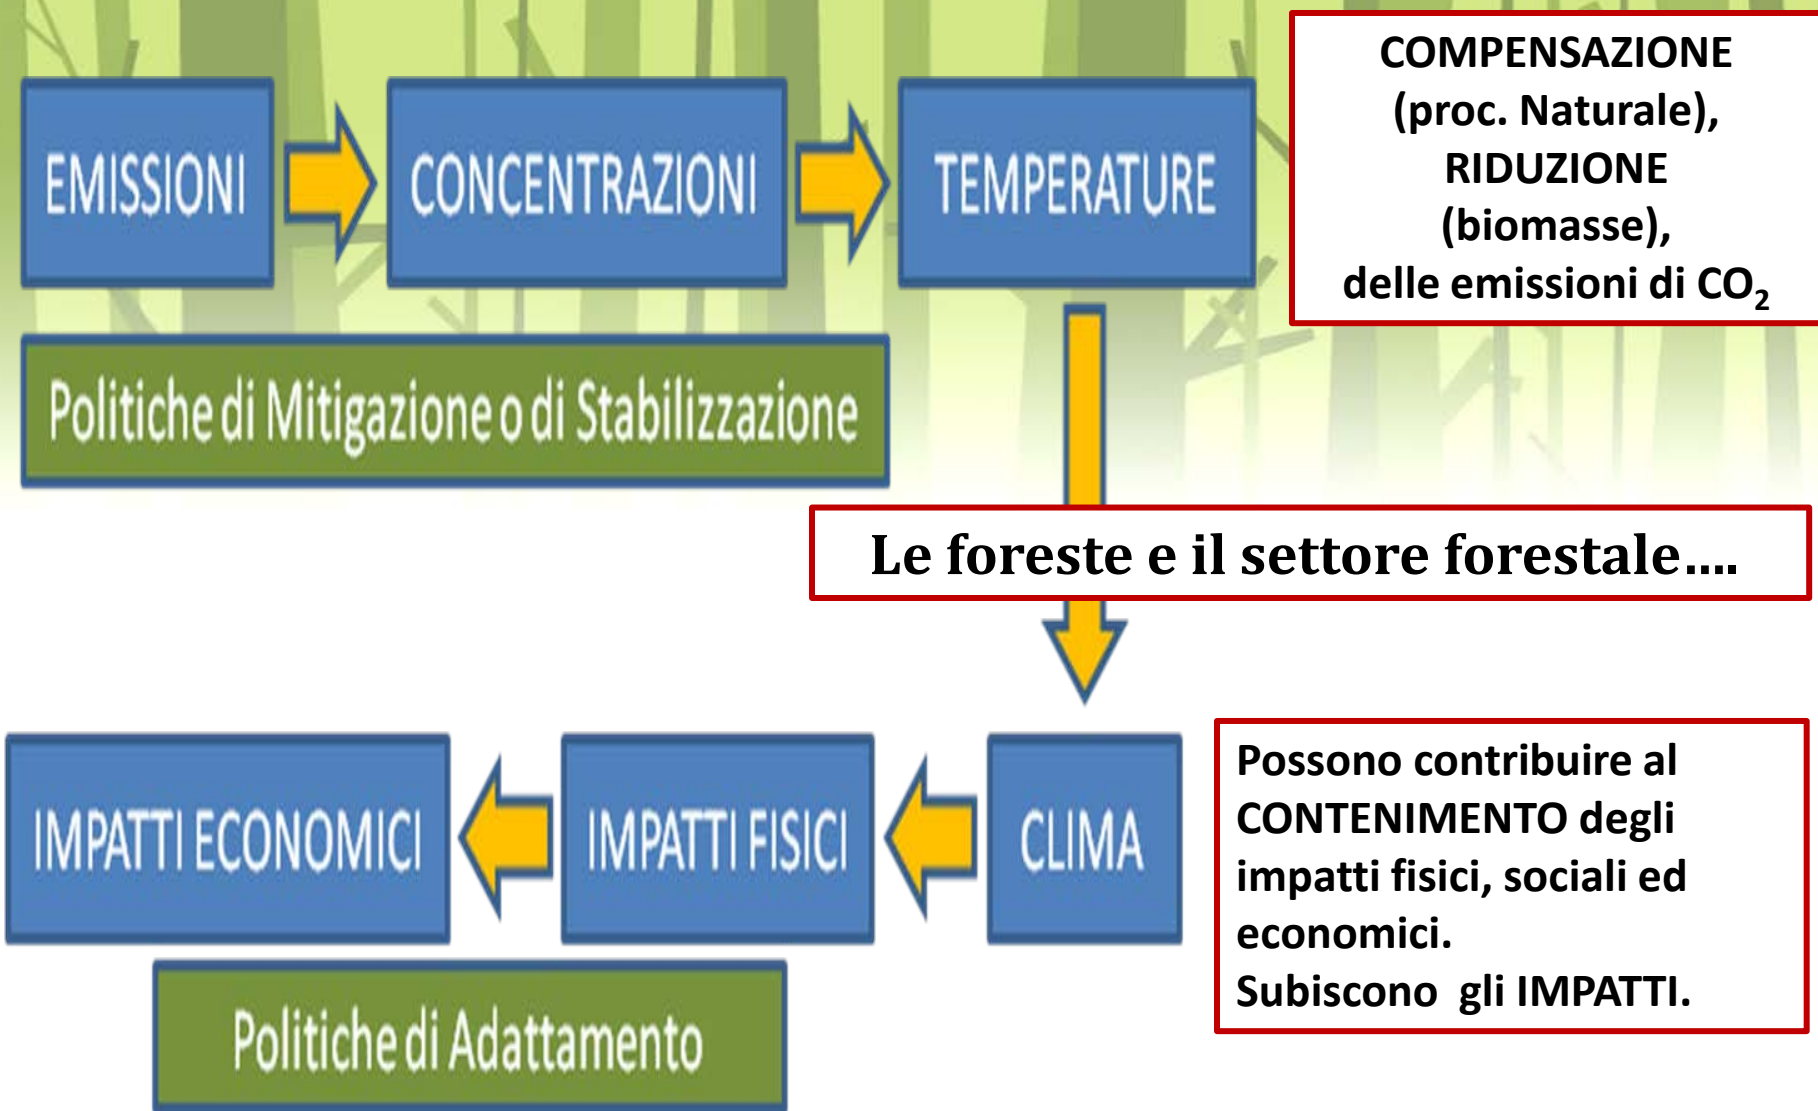 EMISSIONI
CONCENTRAZIONI
TEMPERATURE
COMPENSAZIONE
(proc. Naturale),
RIDUZIONE
(biomasse),
delle emissioni di CO₂
Politiche di Mitigazione o di Stabilizzazione
Le foreste e il settore forestale....
IMPATTI ECONOMICI
IMPATTI FISICI
CLIMA
Possono contribuire al
CONTENIMENTO degli
impatti fisici, sociali ed
economici.
Subiscono gli IMPATTI.
Politiche di Adattamento